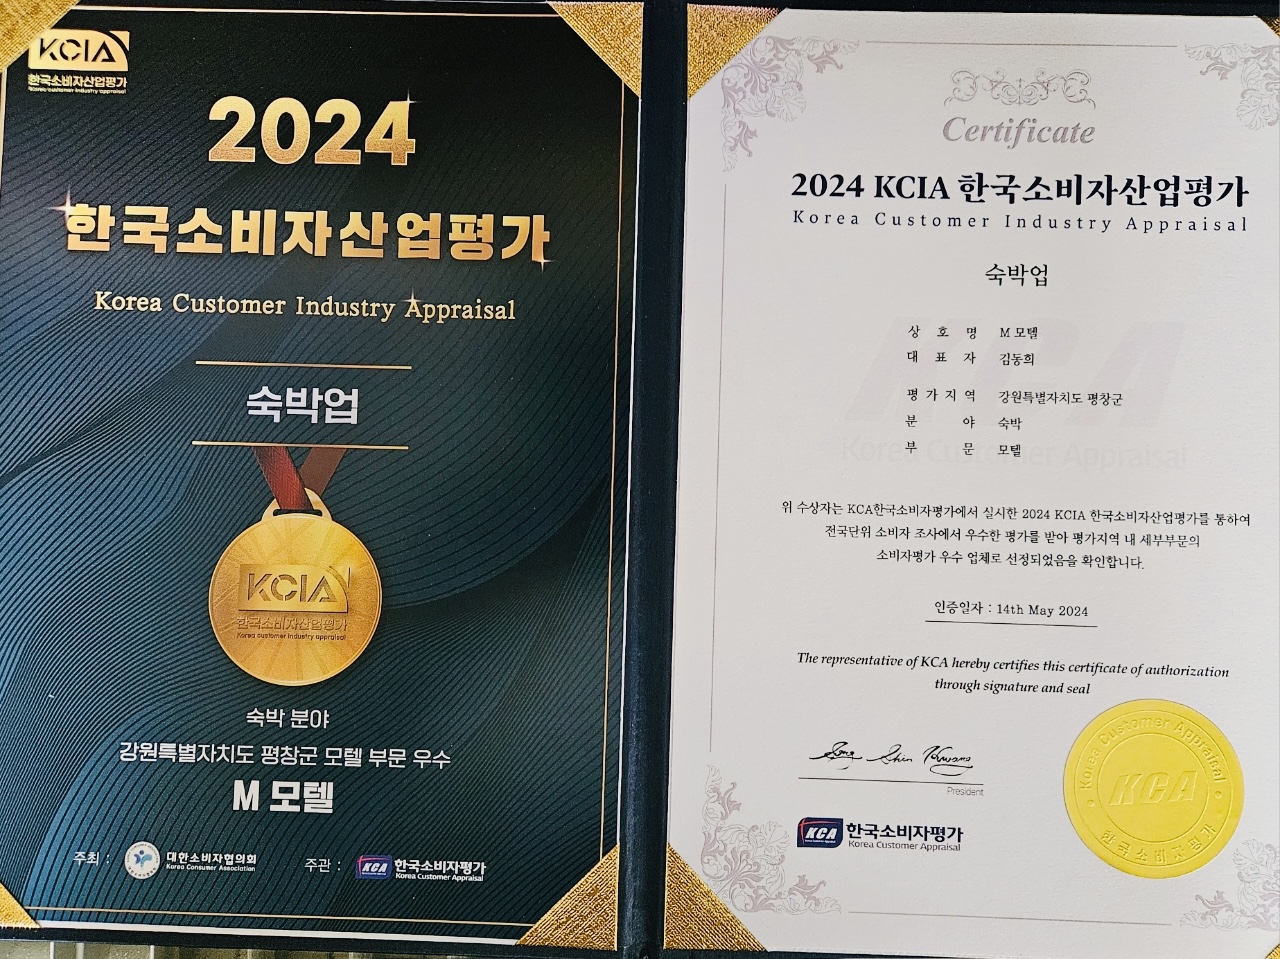 KCIA
한국소비자산업평가
Korea customer industry appraisal
2024
한국소비자산업평가
Korea Customer Industry Appraisal
숙박업
KCIA
한국소비자산업평가
Korea customer industry appraisal
숙박 분야
강원특별자치도 평창군 모텔 부문 우수
M 모텔
주최 : 대한소비자협의회
Korea Consumer Association
주관 : KCA 한국소비자평가
Korea Customer Appraisal
Certificate
2024 KCIA 한국소비자산업평가
Korea Customer Industry Appraisal
숙박업
상 호 명 M 모텔
대 표 자 김동희
평 가 지 역 강원특별자치도 평창군
분 야 숙박
부 문 모텔
KCA
Korea Customer Appraisal
위 수상자는 KCA한국소비자평가에서 실시한 2024 KCIA 한국소비자산업평가를 통하여
전국단위 소비자 조사에서 우수한 평가를 받아 평가지역 내 세부부문의
소비자평가 우수 업체로 선정되었음을 확인합니다.
인증일자 : 14th May 2024
The representative of KCA hereby certifies this certificate of authorization
through signature and seal
President
KCA 한국소비자평가
Korea Customer Appraisal
Korea Customer Appraisal
KCA
한국소비자평가